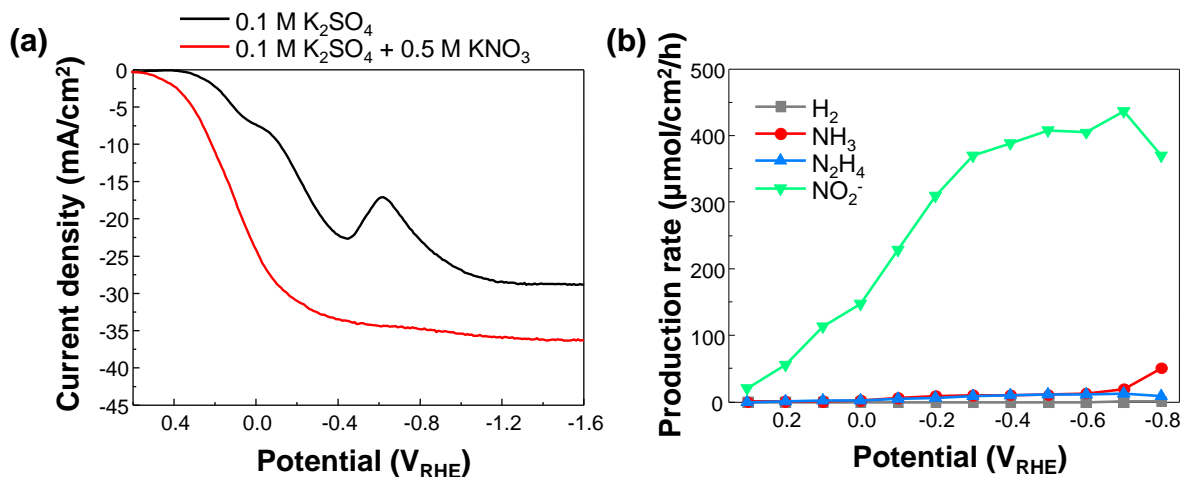 (a)
0.1 M K₂SO₄
0.1 M K₂SO₄ + 0.5 M KNO₃
Current density (mA/cm²)
0
-5
-10
-15
-20
-25
-30
-35
-40
-45
0.4 0.0 -0.4 -0.8 -1.2 -1.6
Potential (V_RHE)
(b)
H₂
NH₃
N₂H₄
NO₂⁻
Production rate (μmol/cm²/h)
500
400
300
200
100
0
0.2 0.0 -0.2 -0.4 -0.6 -0.8
Potential (V_RHE)